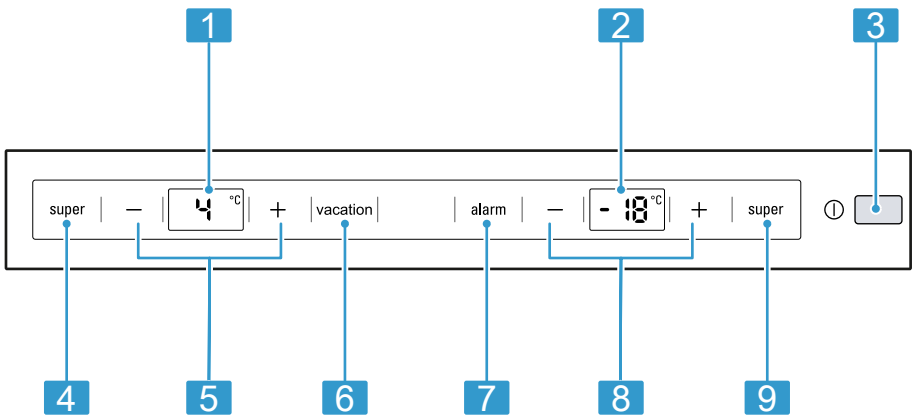 1 2 3
super − 4 °C + vacation alarm − -18 °C + super
4 5 6 7 8 9